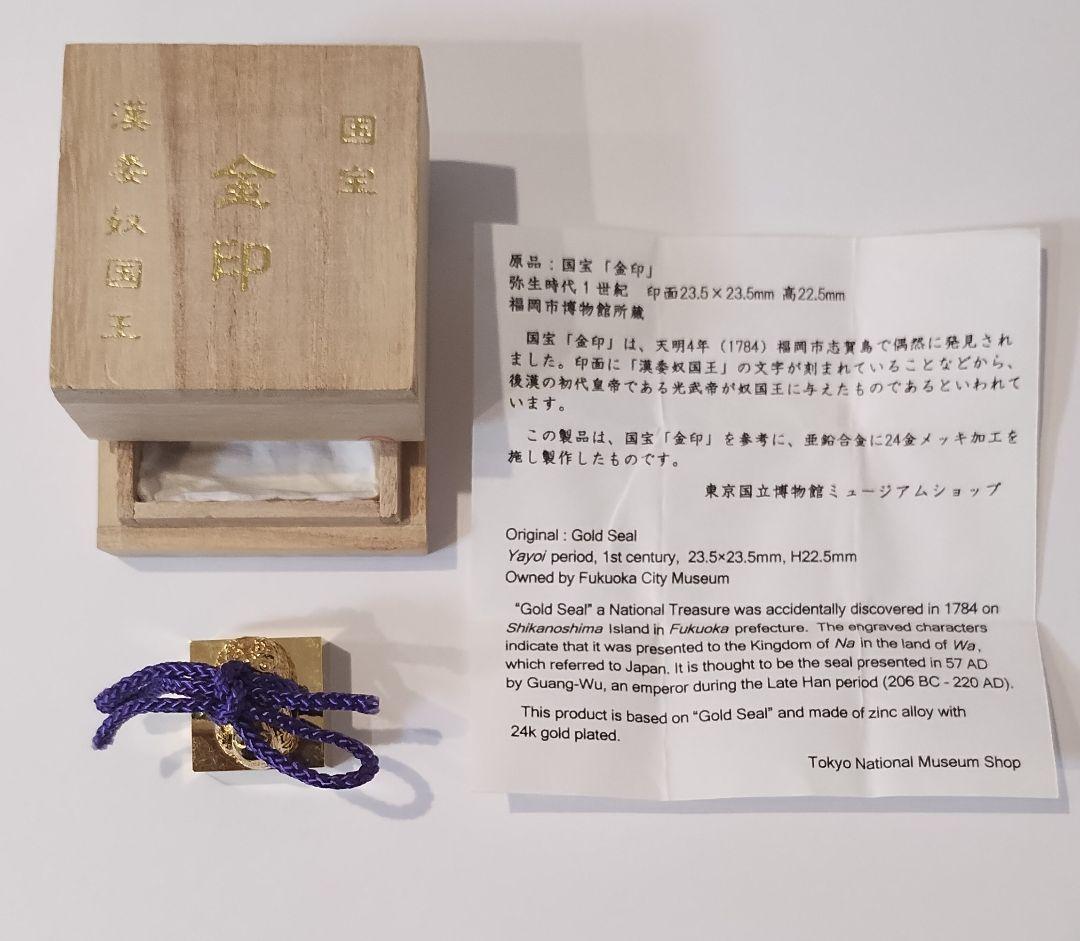 国宝
金印
漢委奴国王
原品：国宝「金印」
弥生時代1世紀　印面23.5×23.5mm 高22.5mm
福岡市博物館所蔵
国宝「金印」は、天明4年（1784）福岡市志賀島で偶然に発見され
ました。印面に「漢委奴国王」の文字が刻まれていることなどから、
後漢の初代皇帝である光武帝が奴国王に与えたものであるといわれて
います。
この製品は、国宝「金印」を参考に、亜鉛合金に24金メッキ加工を
施し製作したものです。
東京国立博物館ミュージアムショップ
Original : Gold Seal
Yayoi period, 1st century, 23.5×23.5mm, H22.5mm
Owned by Fukuoka City Museum
"Gold Seal" a National Treasure was accidentally discovered in 1784 on
Shikanoshima Island in Fukuoka prefecture. The engraved characters
indicate that it was presented to the Kingdom of Na in the land of Wa,
which referred to Japan. It is thought to be the seal presented in 57 AD
by Guang-Wu, an emperor during the Late Han period (206 BC - 220 AD).
This product is based on "Gold Seal" and made of zinc alloy with
24k gold plated.
Tokyo National Museum Shop